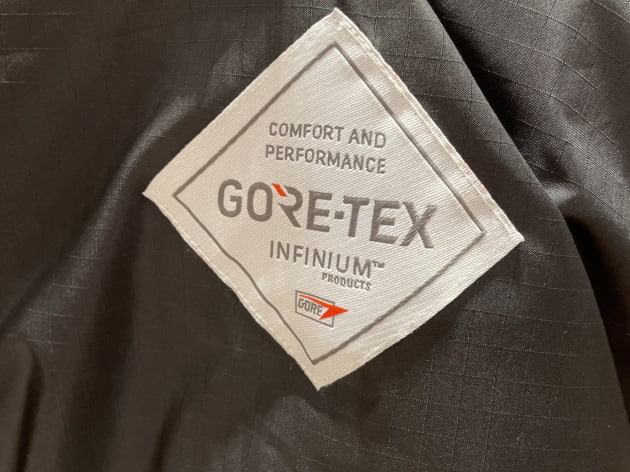 COMFORT AND
PERFORMANCE
GORE-TEX
INFINIUM™
PRODUCTS
GORE